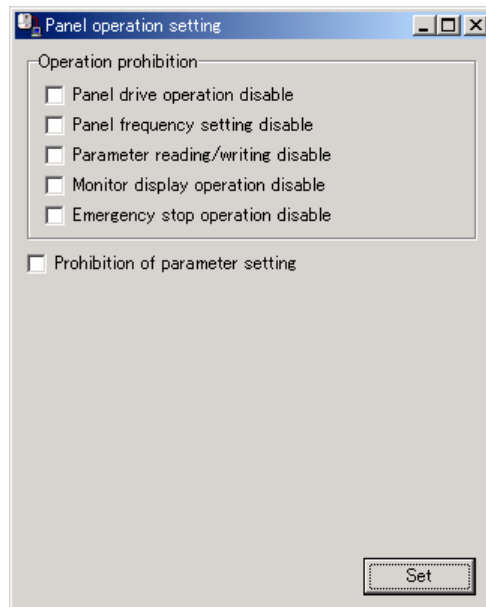 Panel operation setting
Operation prohibition
Panel drive operation disable
Panel frequency setting disable
Parameter reading/writing disable
Monitor display operation disable
Emergency stop operation disable
Prohibition of parameter setting
Set